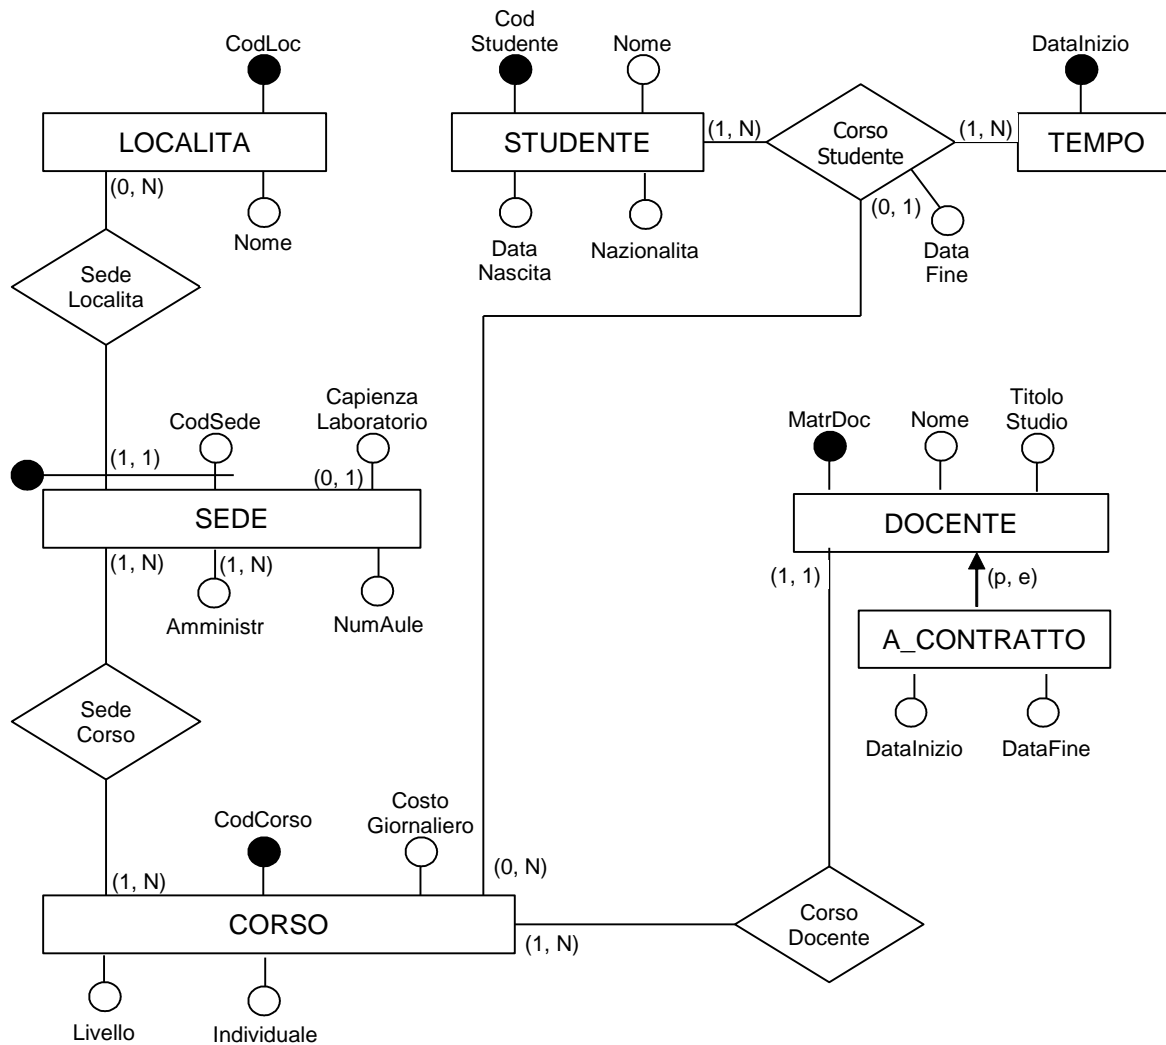 Cod
Studente
Nome
DataInizio
CodLoc
LOCALITA
STUDENTE
(1, N)
Corso
Studente
(1, N)
TEMPO
(0, N)
(0, 1)
Nome
Data
Nascita
Nazionalita
Data
Fine
Sede
Localita
CodSede
Capienza
Laboratorio
MatrDoc
Nome
Titolo
Studio
(1, 1)
(0, 1)
SEDE
DOCENTE
(1, N)
(1, N)
(1, 1)
(p, e)
Amministr
NumAule
A_CONTRATTO
Sede
Corso
DataInizio
DataFine
CodCorso
Costo
Giornaliero
(1, N)
(0, N)
CORSO
(1, N)
Corso
Docente
Livello
Individuale